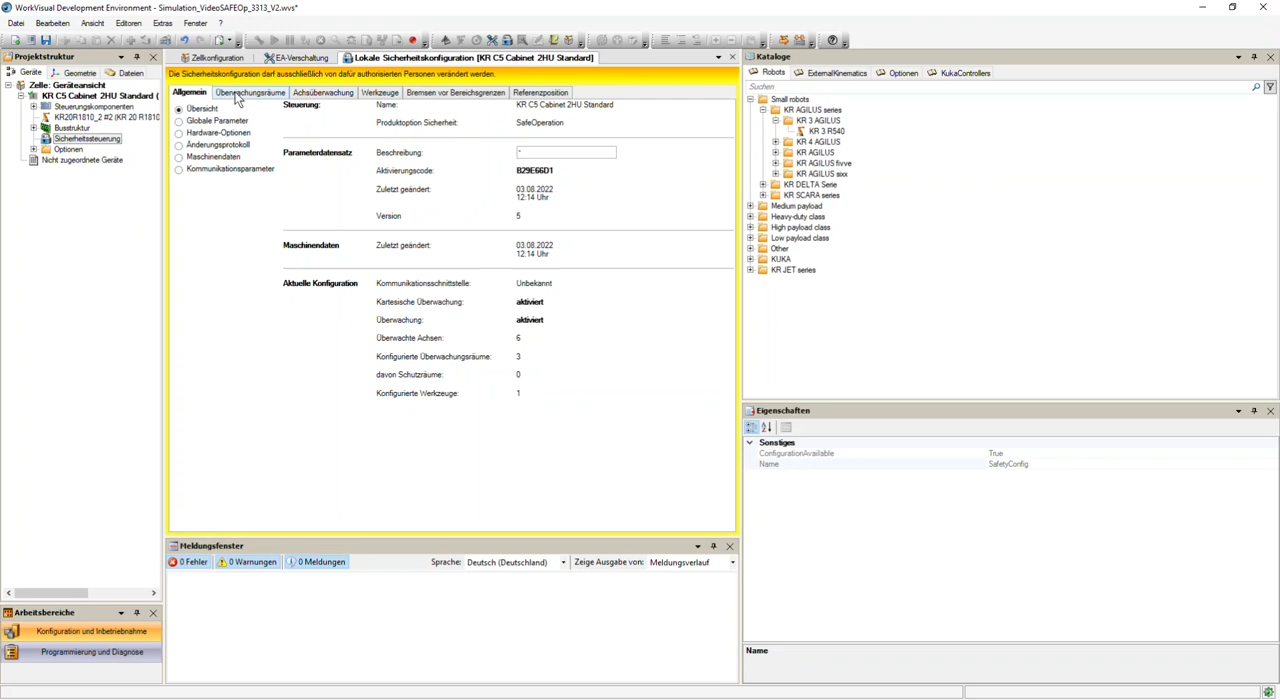 WorkVisual Development Environment - Simulation_VideoSAFEOp_3313_V2.wvs*
Datei Bearbeiten Ansicht Editoren Extras Fenster ?
Projektstruktur
Geräte Geometrie Dateien
Zelle: Geräteansicht
KR C5 Cabinet 2HU Standard (
Steuerungskomponenten
KR20R1810_2 #2 (KR 20 R1810
Busstruktur
Sicherheitssteuerung
Optionen
Nicht zugeordnete Geräte
Arbeitsbereiche
Konfiguration und Inbetriebnahme
Programmierung und Diagnose
Zellkonfiguration EA-Verschaltung Lokale Sicherheitskonfiguration [KR C5 Cabinet 2HU Standard]
Die Sicherheitskonfiguration darf ausschließlich von dafür authorisierten Personen verändert werden.
Allgemein Überwachungsräume Achsüberwachung Werkzeuge Bremsen vor Bereichsgrenzen Referenzposition
Übersicht
Globale Parameter
Hardware-Optionen
Änderungsprotokoll
Maschinendaten
Kommunikationsparameter
Steuerung: Name: KR C5 Cabinet 2HU Standard
Produktoption Sicherheit: SafeOperation
Parameterdatensatz Beschreibung: -
Aktivierungscode: B29E66D1
Zuletzt geändert: 03.08.2022
12:14 Uhr
Version 5
Maschinendaten Zuletzt geändert: 03.08.2022
12:14 Uhr
Aktuelle Konfiguration Kommunikationsschnittstelle: Unbekannt
Kartesische Überwachung: aktiviert
Überwachung: aktiviert
Überwachte Achsen: 6
Konfigurierte Überwachungsräume: 3
davon Schutzräume: 0
Konfigurierte Werkzeuge: 1
Meldungsfenster
0 Fehler 0 Warnungen 0 Meldungen Sprache: Deutsch (Deutschland) Zeige Ausgabe von: Meldungsverlauf
Kataloge
Robots ExternalKinematics Optionen KukaControllers
Suchen
Small robots
KR AGILUS series
KR 3 AGILUS
KR 3 R540
KR 4 AGILUS
KR AGILUS
KR AGILUS fivve
KR AGILUS sixx
KR DELTA Serie
KR SCARA series
Medium payload
Heavy-duty class
High payload class
Low payload class
Other
KUKA
KR JET series
Eigenschaften
Sonstiges
ConfigurationAvailable True
Name SafetyConfig
Name